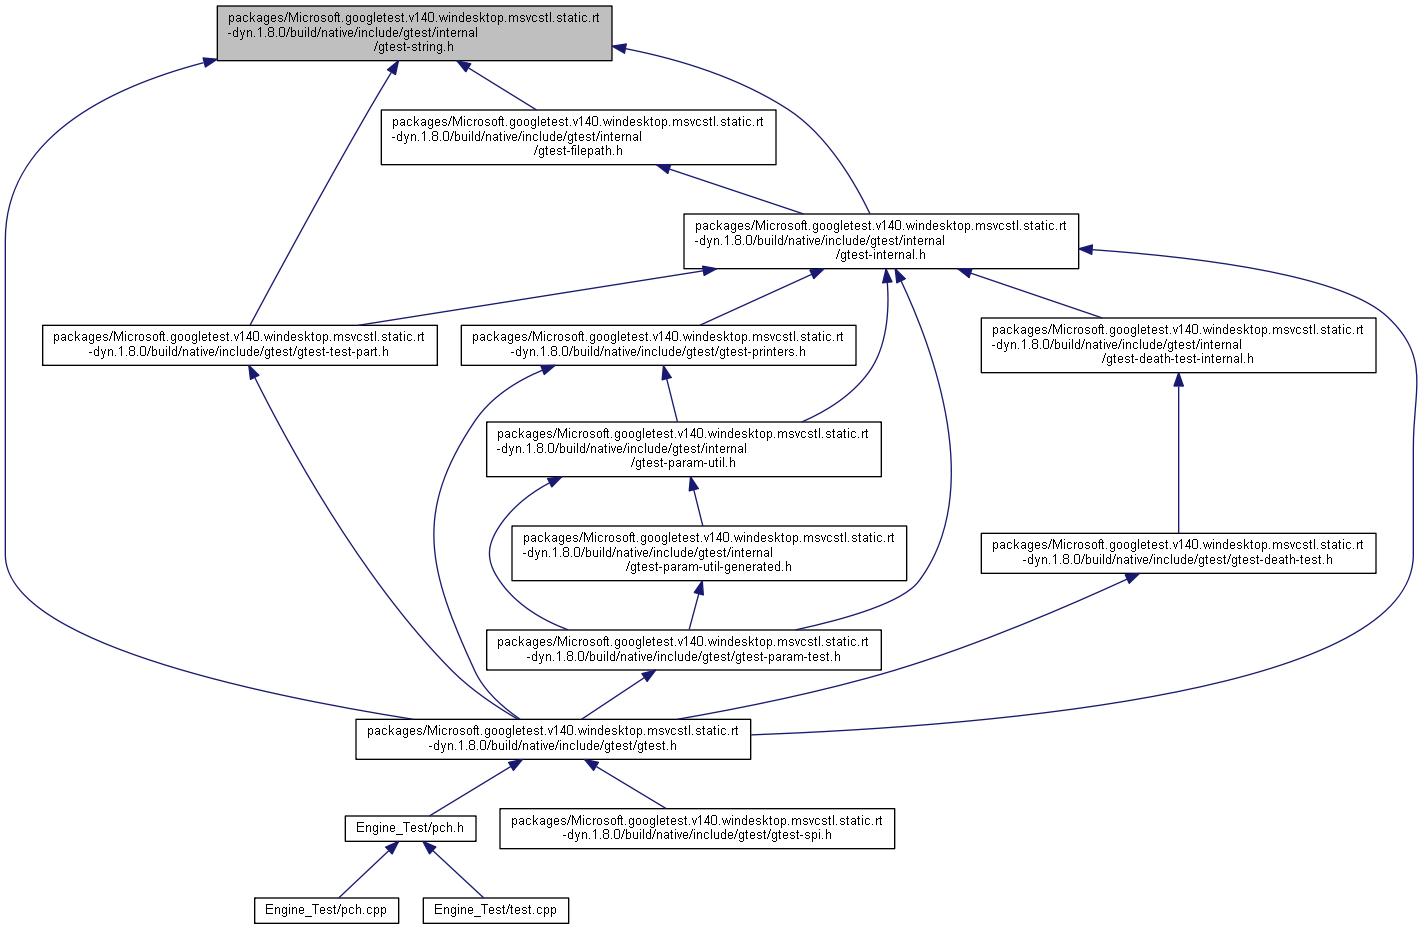 packages/Microsoft.googletest.v140.windesktop.msvcstl.static.rt
-dyn.1.8.0/build/native/include/gtest/internal
/gtest-string.h
packages/Microsoft.googletest.v140.windesktop.msvcstl.static.rt
-dyn.1.8.0/build/native/include/gtest/internal
/gtest-filepath.h
packages/Microsoft.googletest.v140.windesktop.msvcstl.static.rt
-dyn.1.8.0/build/native/include/gtest/internal
/gtest-internal.h
packages/Microsoft.googletest.v140.windesktop.msvcstl.static.rt
-dyn.1.8.0/build/native/include/gtest/gtest-test-part.h
packages/Microsoft.googletest.v140.windesktop.msvcstl.static.rt
-dyn.1.8.0/build/native/include/gtest/gtest-printers.h
packages/Microsoft.googletest.v140.windesktop.msvcstl.static.rt
-dyn.1.8.0/build/native/include/gtest/internal
/gtest-death-test-internal.h
packages/Microsoft.googletest.v140.windesktop.msvcstl.static.rt
-dyn.1.8.0/build/native/include/gtest/internal
/gtest-param-util.h
packages/Microsoft.googletest.v140.windesktop.msvcstl.static.rt
-dyn.1.8.0/build/native/include/gtest/internal
/gtest-param-util-generated.h
packages/Microsoft.googletest.v140.windesktop.msvcstl.static.rt
-dyn.1.8.0/build/native/include/gtest/gtest-death-test.h
packages/Microsoft.googletest.v140.windesktop.msvcstl.static.rt
-dyn.1.8.0/build/native/include/gtest/gtest-param-test.h
packages/Microsoft.googletest.v140.windesktop.msvcstl.static.rt
-dyn.1.8.0/build/native/include/gtest/gtest.h
Engine_Test/pch.h
packages/Microsoft.googletest.v140.windesktop.msvcstl.static.rt
-dyn.1.8.0/build/native/include/gtest/gtest-spi.h
Engine_Test/pch.cpp
Engine_Test/test.cpp